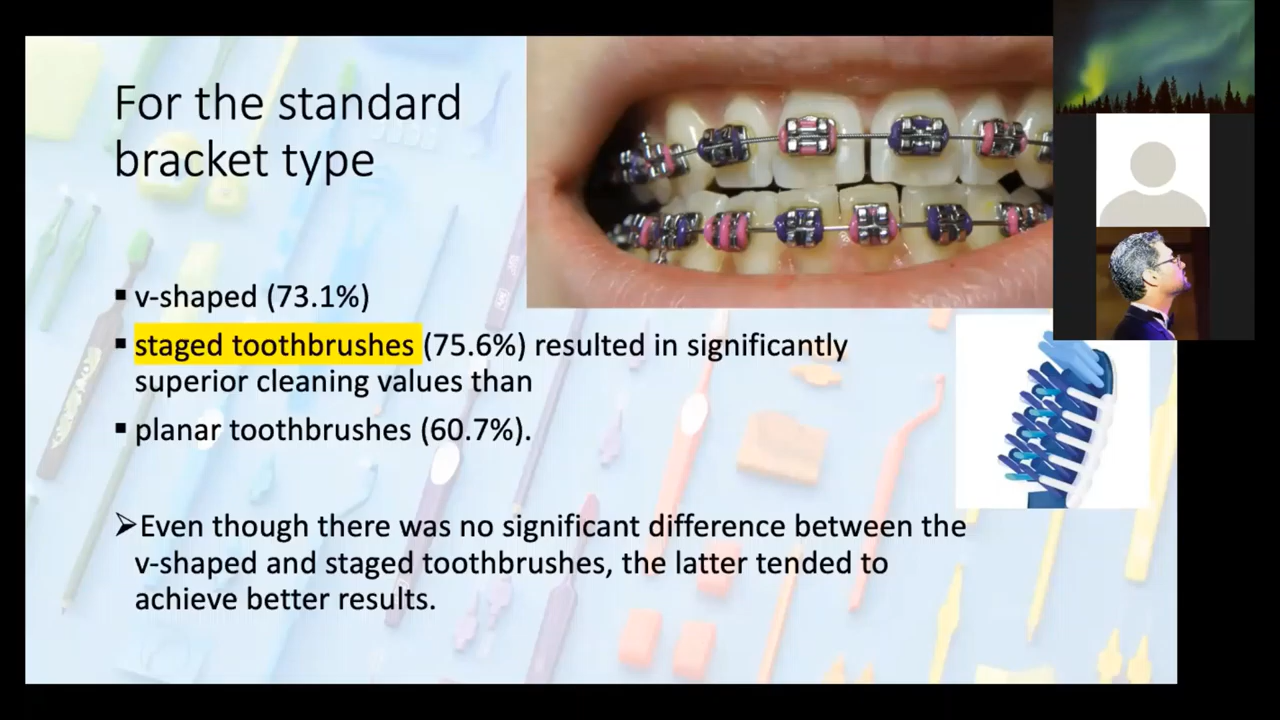 For the standard
bracket type
▪ v-shaped (73.1%)
▪ staged toothbrushes (75.6%) resulted in significantly
superior cleaning values than
▪ planar toothbrushes (60.7%).
➢Even though there was no significant difference between the
v-shaped and staged toothbrushes, the latter tended to
achieve better results.